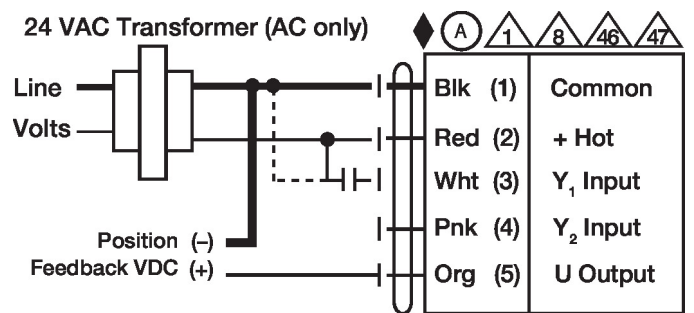 24 VAC Transformer (AC only)
A 1 8 46 47
Line
Volts
Blk (1) Common
Red (2) + Hot
Wht (3) Y1 Input
Pnk (4) Y2 Input
Position (–)
Feedback VDC (+)
Org (5) U Output